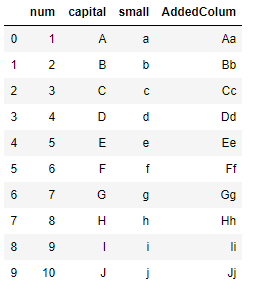 num capital small AddedColum
0 1 A a Aa
1 2 B b Bb
2 3 C c Cc
3 4 D d Dd
4 5 E e Ee
5 6 F f Ff
6 7 G g Gg
7 8 H h Hh
8 9 I i Ii
9 10 J j Jj